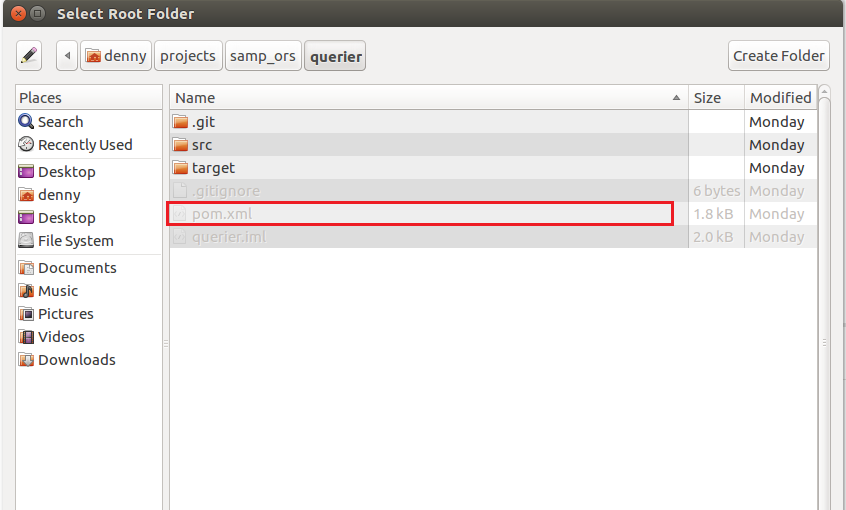 Select Root Folder
denny projects samp_ors querier Create Folder
Places Name Size Modified
Search .git Monday
Recently Used src Monday
Desktop target Monday
denny .gitignore 6 bytes Monday
Desktop pom.xml 1.8 kB Monday
File System querier.iml 2.0 kB Monday
Documents
Music
Pictures
Videos
Downloads